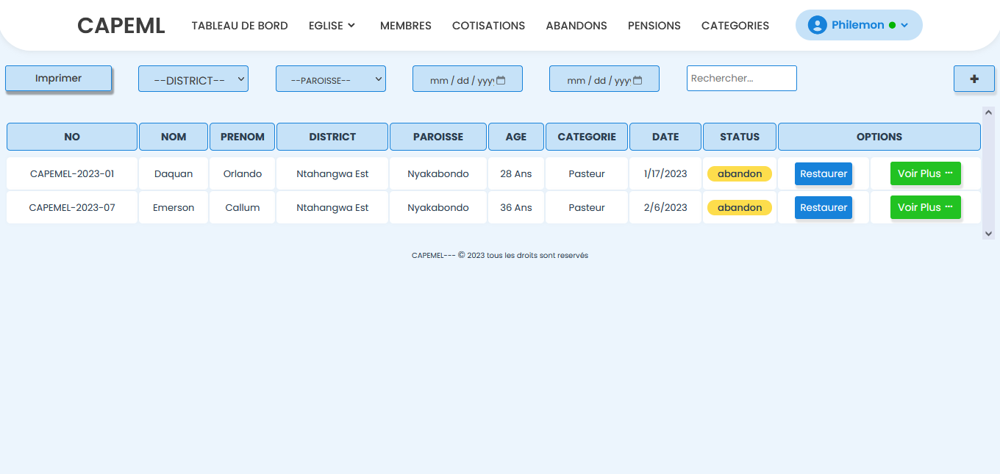 CAPEML TABLEAU DE BORD EGLISE MEMBRES COTISATIONS ABANDONS PENSIONS CATEGORIES Philemon
Imprimer --DISTRICT-- --PAROISSE-- mm / dd / yyyy mm / dd / yyyy Rechercher... +
NO NOM PRENOM DISTRICT PAROISSE AGE CATEGORIE DATE STATUS OPTIONS
CAPEMEL-2023-01 Daquan Orlando Ntahangwa Est Nyakabondo 28 Ans Pasteur 1/17/2023 abandon Restaurer Voir Plus ···
CAPEMEL-2023-07 Emerson Callum Ntahangwa Est Nyakabondo 36 Ans Pasteur 2/6/2023 abandon Restaurer Voir Plus ···
CAPEMEL--- © 2023 tous les droits sont reservés